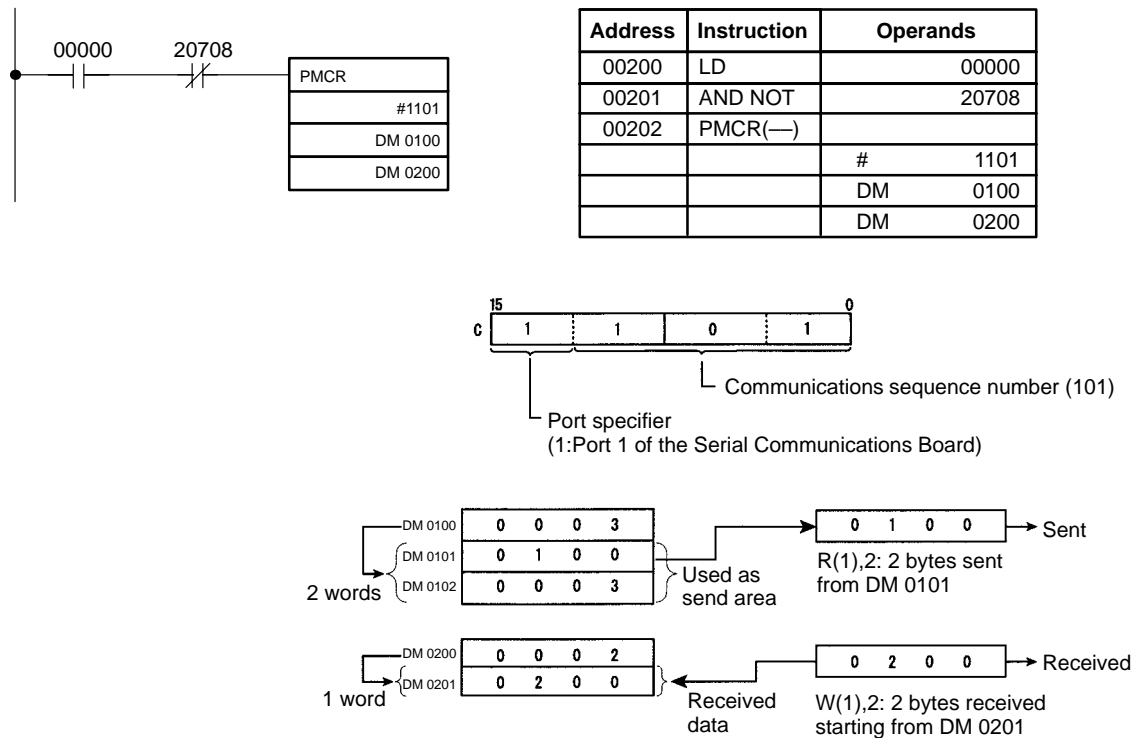 00000 20708
PMCR
#1101
DM 0100
DM 0200
Address Instruction Operands
00200 LD 00000
00201 AND NOT 20708
00202 PMCR(––)
# 1101
DM 0100
DM 0200
15 0
C 1 1 0 1
Communications sequence number (101)
Port specifier
(1:Port 1 of the Serial Communications Board)
DM 0100 0 0 0 3
DM 0101 0 1 0 0
DM 0102 0 0 0 3
2 words
Used as
send area
0 1 0 0
Sent
R(1),2: 2 bytes sent
from DM 0101
DM 0200 0 0 0 2
DM 0201 0 2 0 0
1 word
Received
data
0 2 0 0
Received
W(1),2: 2 bytes received
starting from DM 0201